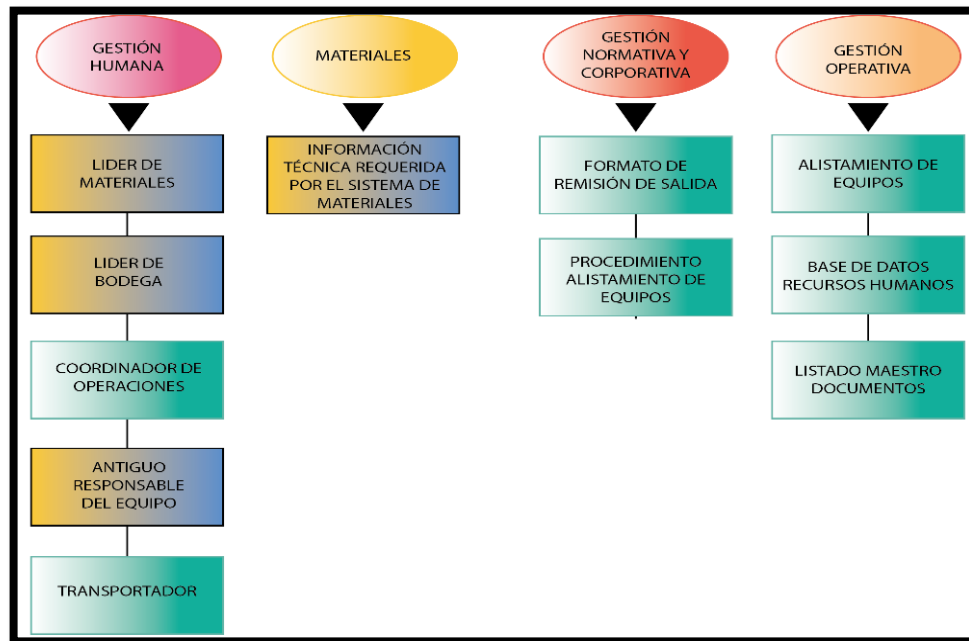 GESTIÓN
HUMANA
LIDER DE
MATERIALES
LIDER DE
BODEGA
COORDINADOR DE
OPERACIONES
ANTIGUO
RESPONSABLE
DEL EQUIPO
TRANSPORTADOR
MATERIALES
INFORMACIÓN
TÉCNICA REQUERIDA
POR EL SISTEMA DE
MATERIALES
GESTIÓN
NORMATIVA Y
CORPORATIVA
FORMATO DE
REMISIÓN DE SALIDA
PROCEDIMIENTO
ALISTAMIENTO DE
EQUIPOS
GESTIÓN
OPERATIVA
ALISTAMIENTO DE
EQUIPOS
BASE DE DATOS
RECURSOS HUMANOS
LISTADO MAESTRO
DOCUMENTOS